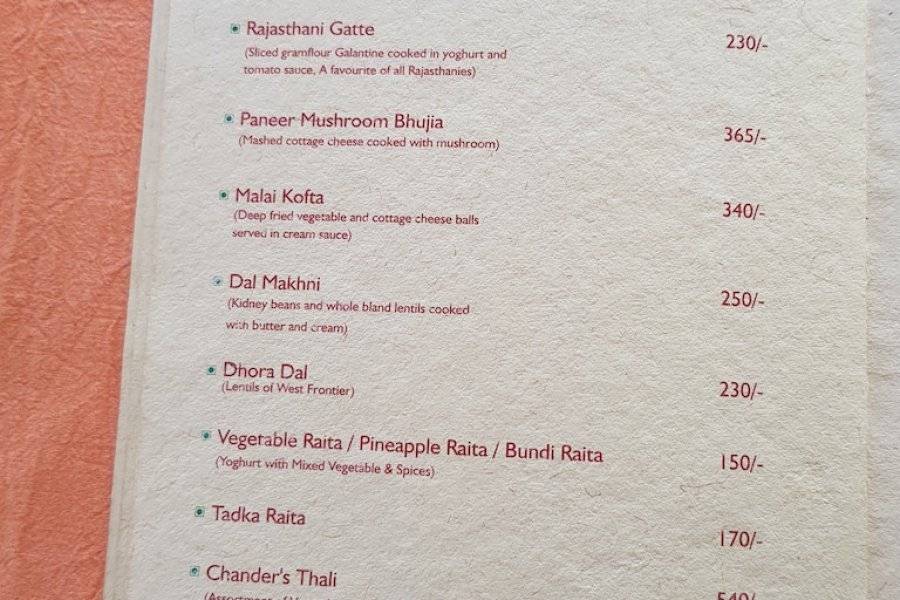 Rajasthani Gatte 230/-
(Sliced gramflour Galantine cooked in yoghurt and
tomato sauce, A favourite of all Rajasthanies)
Paneer Mushroom Bhujia 365/-
(Mashed cottage cheese cooked with mushroom)
Malai Kofta 340/-
(Deep fried vegetable and cottage cheese balls
served in cream sauce)
Dal Makhni 250/-
(Kidney beans and whole bland lentils cooked
with butter and cream)
Dhora Dal 230/-
(Lentils of West Frontier)
Vegetable Raita / Pineapple Raita / Bundi Raita 150/-
(Yoghurt with Mixed Vegetable & Spices)
Tadka Raita 170/-
Chander's Thali 540/-
(Assortment of